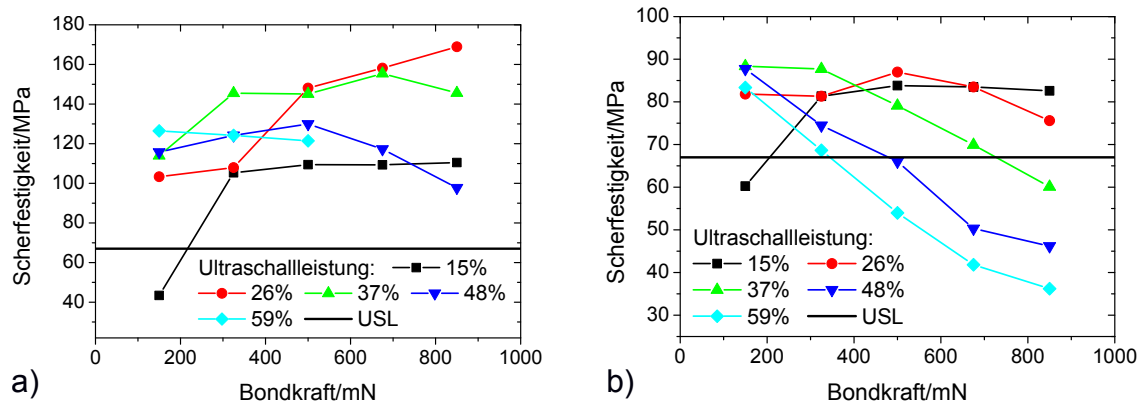 180
160
140
120
100
80
60
40
Scherfestigkeit/MPa
Ultraschallleistung: 15%
26% 37% 48%
59% USL
0 200 400 600 800 1000
Bondkraft/mN
a)
100
90
80
70
60
50
40
30
Scherfestigkeit/MPa
Ultraschallleistung:
15% 26%
37% 48%
59% USL
0 200 400 600 800 1000
Bondkraft/mN
b)